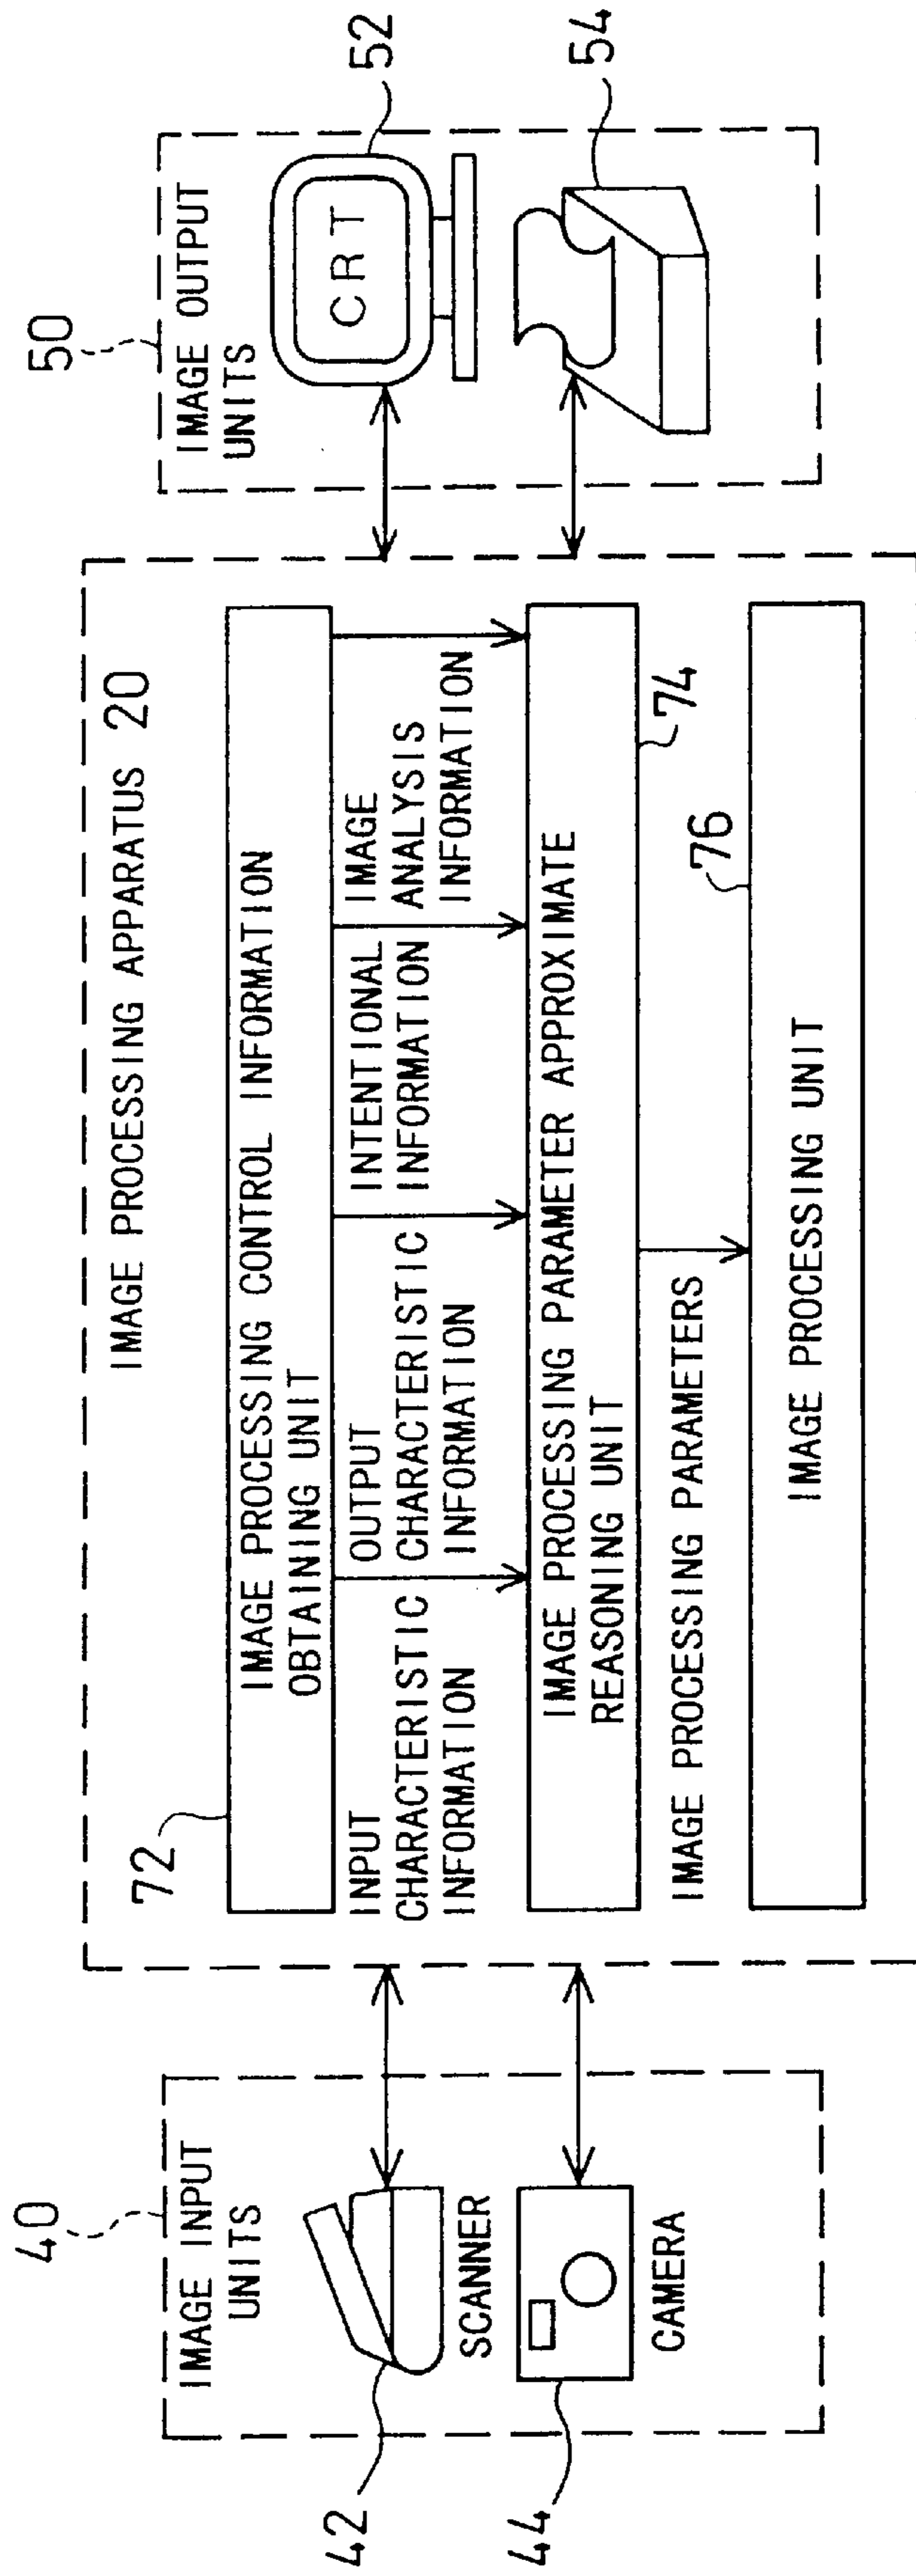 40
IMAGE INPUT
UNITS
42
SCANNER
44
CAMERA
IMAGE PROCESSING APPARATUS 20
72
IMAGE PROCESSING CONTROL INFORMATION
OBTAINING UNIT
INPUT
CHARACTERISTIC
INFORMATION
OUTPUT
CHARACTERISTIC
INFORMATION
INTENTIONAL
INFORMATION
IMAGE
ANALYSIS
INFORMATION
IMAGE PROCESSING PARAMETER APPROXIMATE
REASONING UNIT
74
IMAGE PROCESSING PARAMETERS
76
IMAGE PROCESSING UNIT
50
IMAGE OUTPUT
UNITS
CRT
52
54